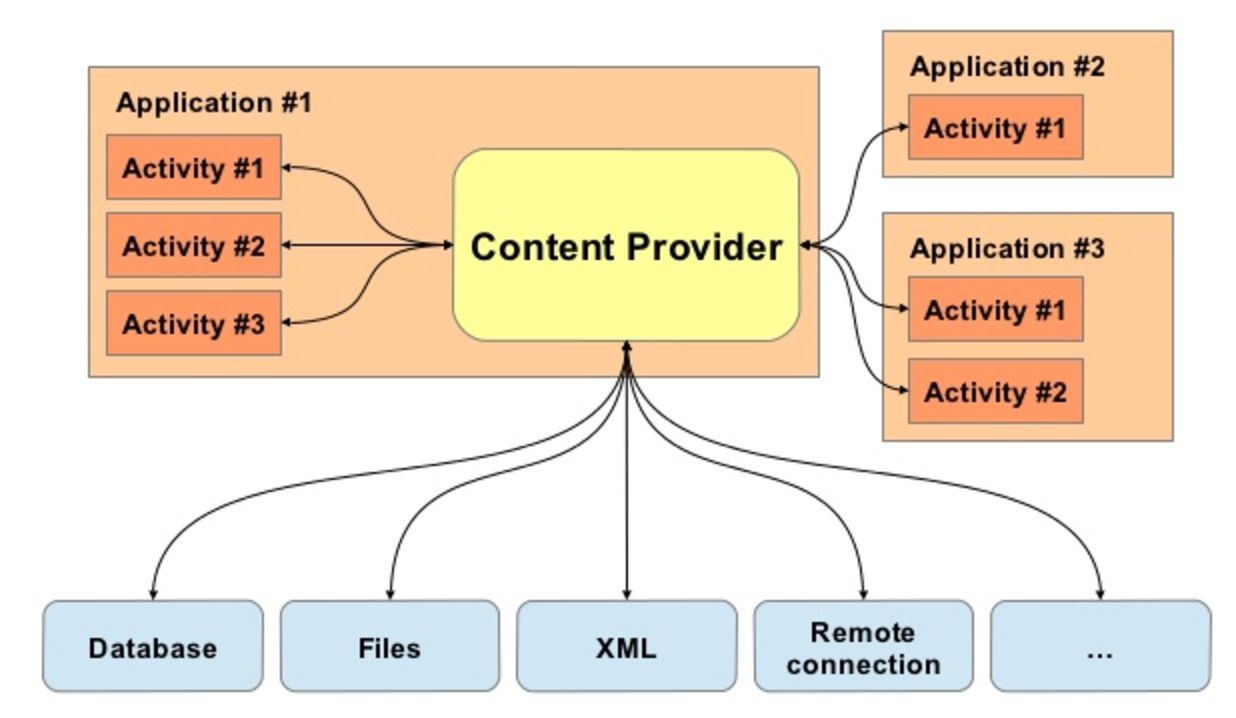 Application #1
Activity #1
Activity #2
Activity #3
Content Provider
Application #2
Activity #1
Application #3
Activity #1
Activity #2
Database
Files
XML
Remote
connection
...